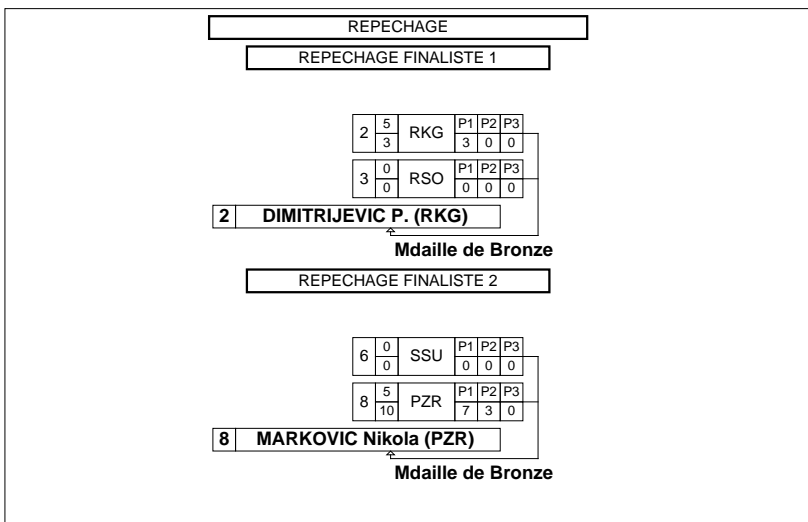 REPECHAGE
REPECHAGE FINALISTE 1
2 5 RKG P1 P2 P3
3 3 0 0
3 0 RSO P1 P2 P3
0 0 0 0
2 DIMITRIJEVIC P. (RKG)
Mdaille de Bronze
REPECHAGE FINALISTE 2
6 0 SSU P1 P2 P3
0 0 0 0
8 5 PZR P1 P2 P3
10 7 3 0
8 MARKOVIC Nikola (PZR)
Mdaille de Bronze